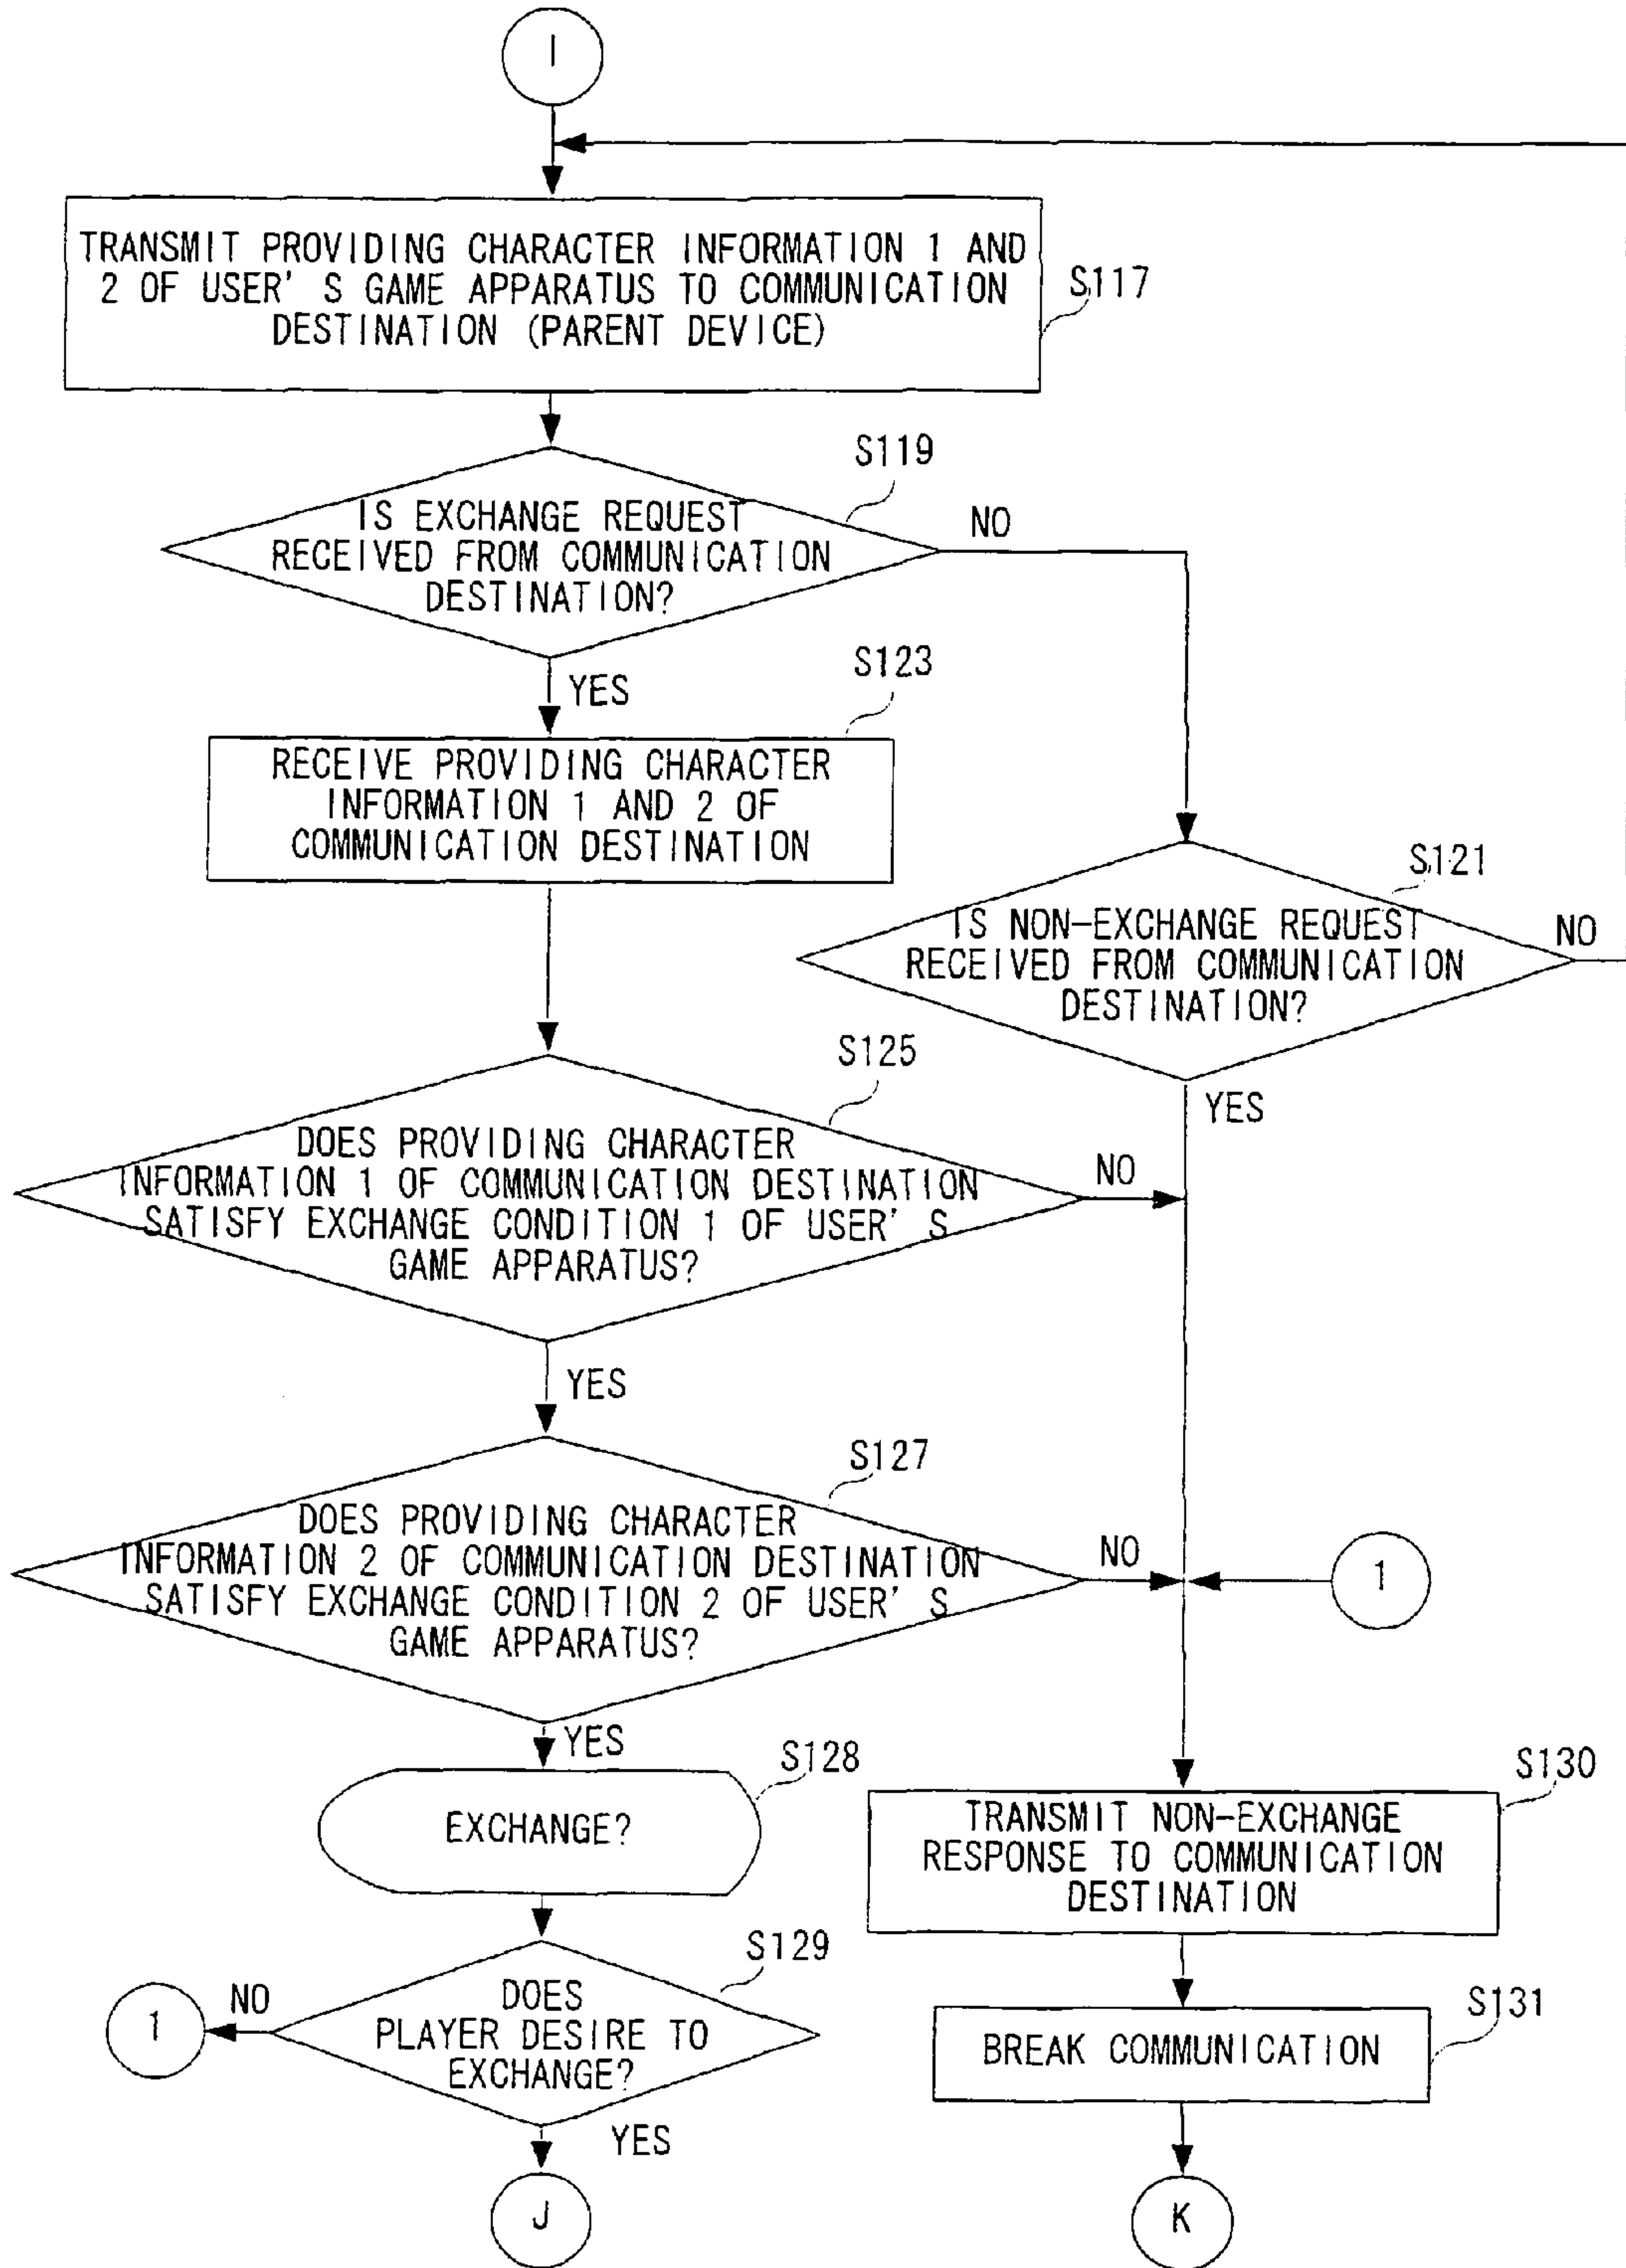 I
TRANSMIT PROVIDING CHARACTER INFORMATION 1 AND
2 OF USER' S GAME APPARATUS TO COMMUNICATION
DESTINATION (PARENT DEVICE)
S117
S119
IS EXCHANGE REQUEST
RECEIVED FROM COMMUNICATION
DESTINATION?
NO
YES
S123
RECEIVE PROVIDING CHARACTER
INFORMATION 1 AND 2 OF
COMMUNICATION DESTINATION
S121
IS NON-EXCHANGE REQUEST
RECEIVED FROM COMMUNICATION
DESTINATION?
NO
YES
S125
DOES PROVIDING CHARACTER
INFORMATION 1 OF COMMUNICATION DESTINATION
SATISFY EXCHANGE CONDITION 1 OF USER' S
GAME APPARATUS?
NO
YES
S127
DOES PROVIDING CHARACTER
INFORMATION 2 OF COMMUNICATION DESTINATION
SATISFY EXCHANGE CONDITION 2 OF USER' S
GAME APPARATUS?
NO
1
YES
S128
EXCHANGE?
S130
TRANSMIT NON-EXCHANGE
RESPONSE TO COMMUNICATION
DESTINATION
S129
DOES
PLAYER DESIRE TO
EXCHANGE?
NO
1
YES
J
S131
BREAK COMMUNICATION
K